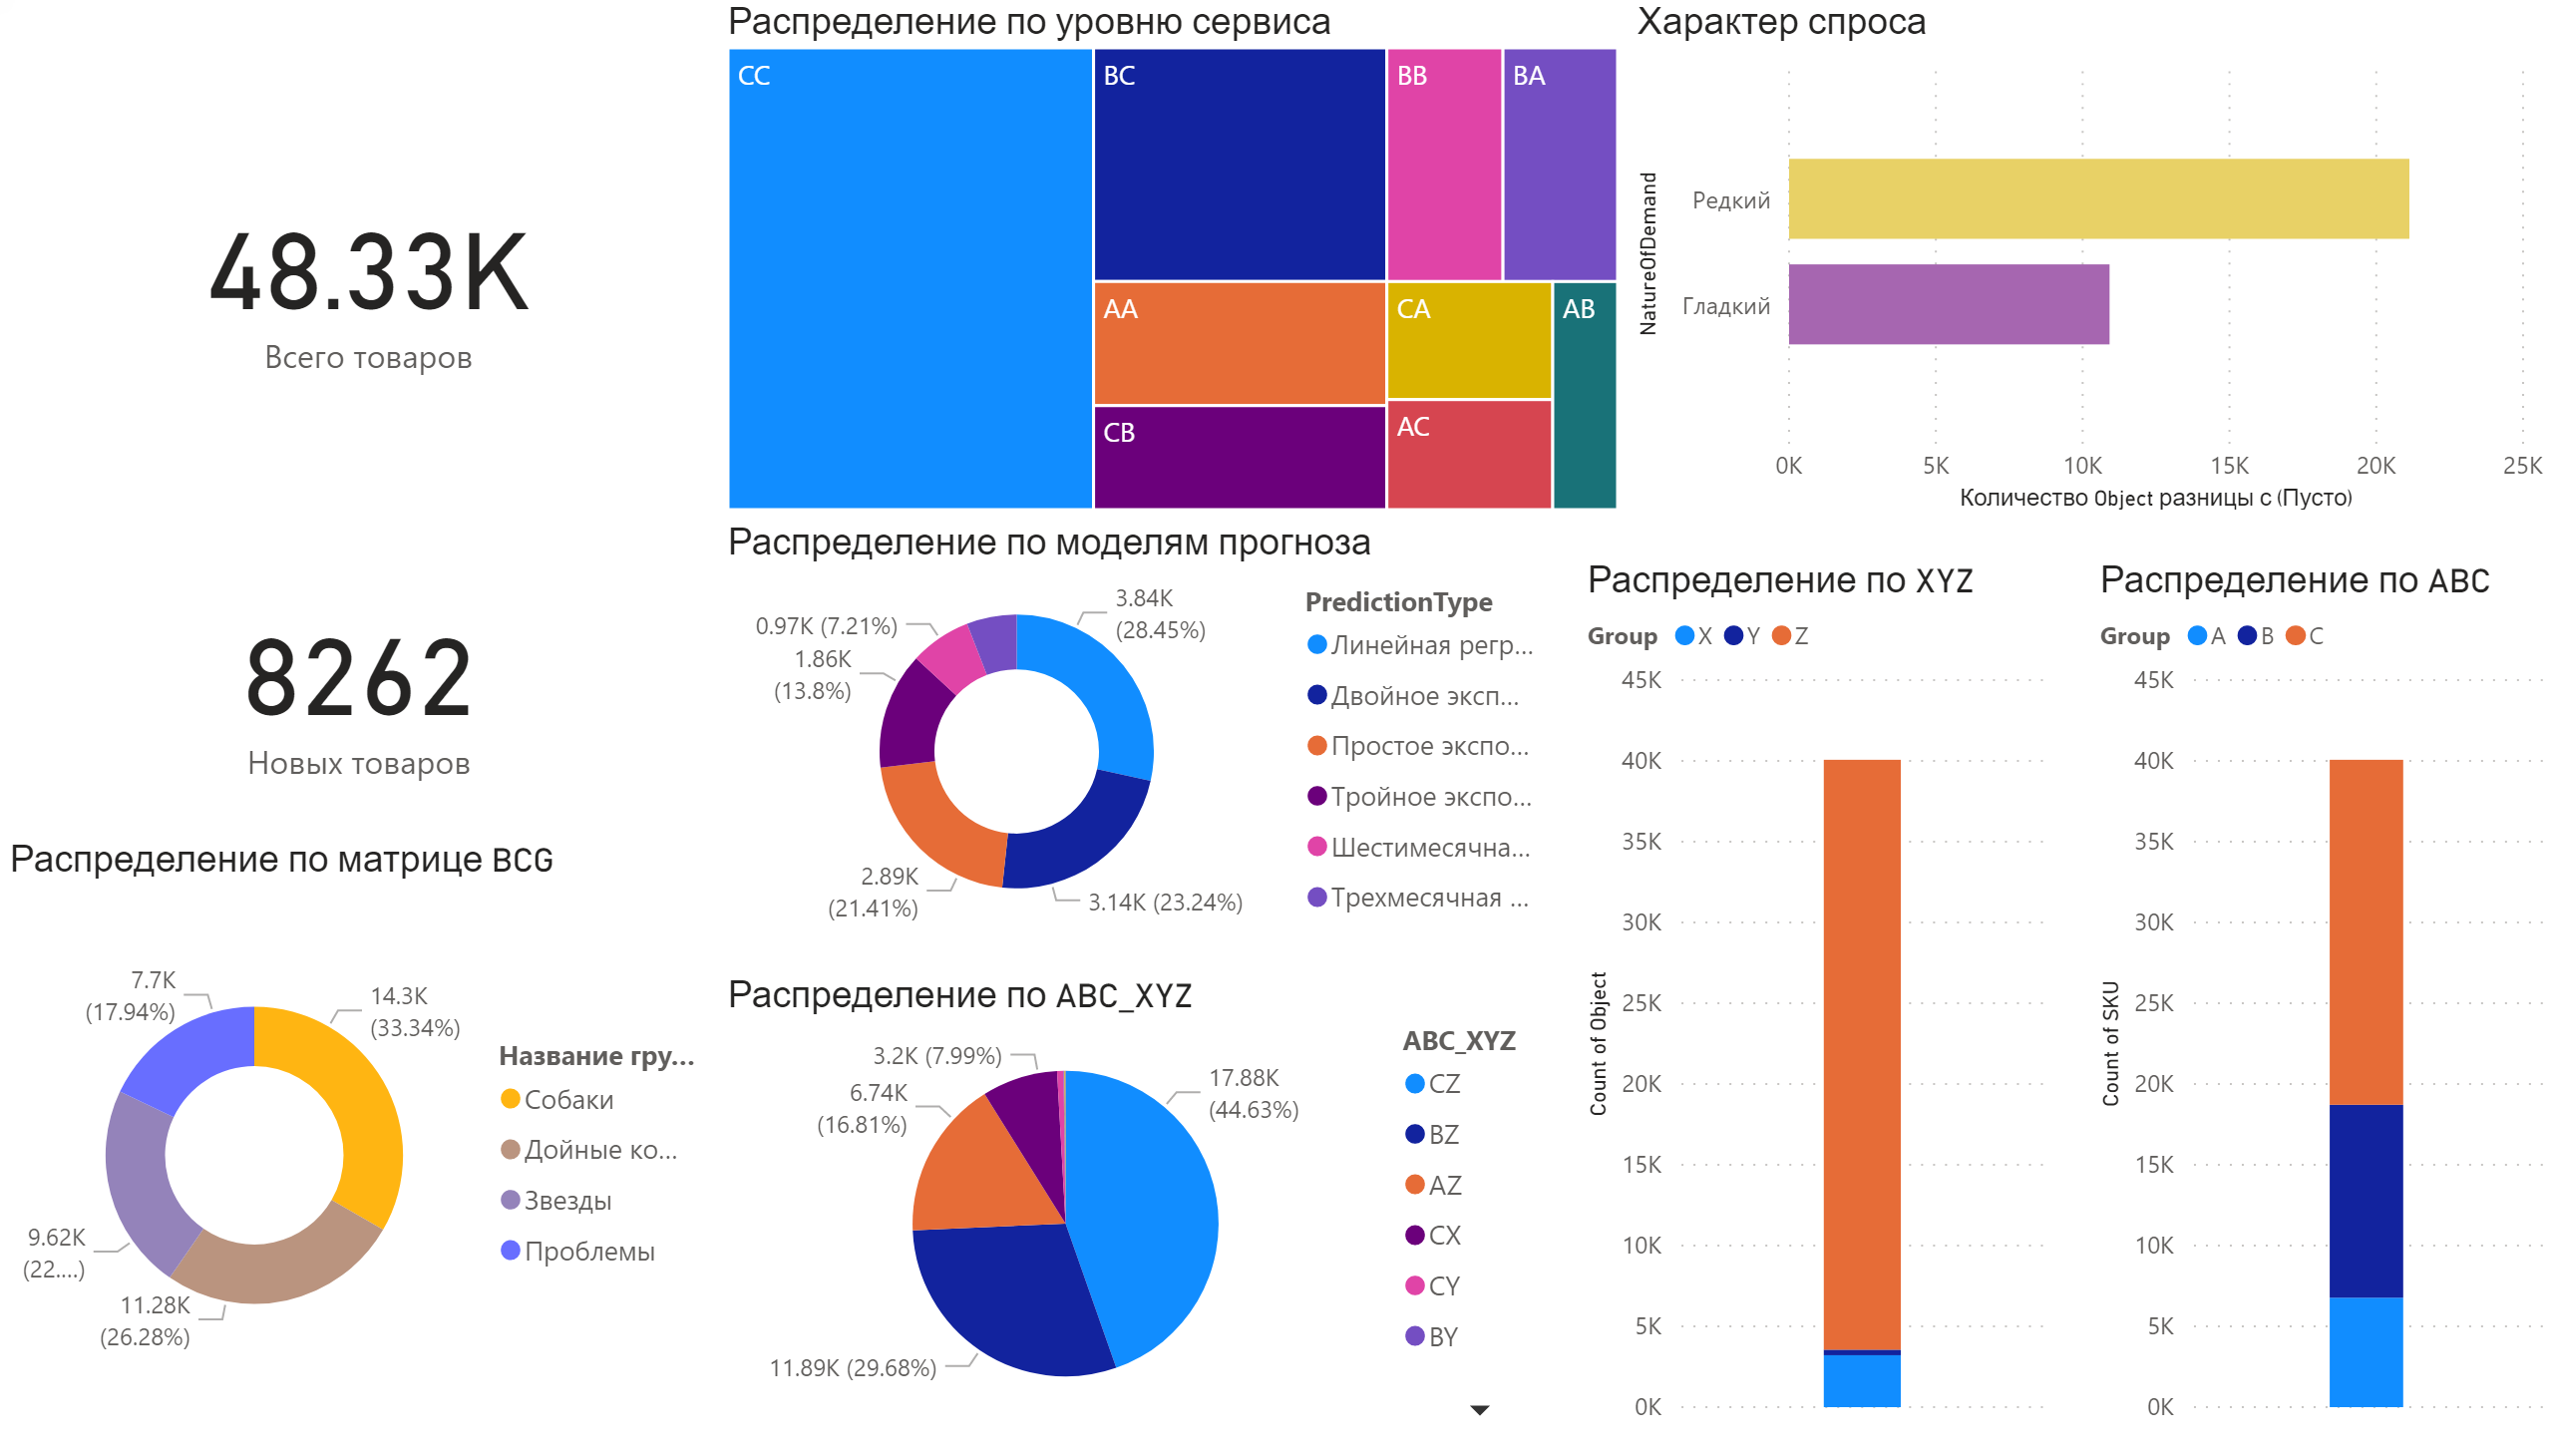 48.33K
Всего товаров
8262
Новых товаров
Распределение по матрице BCG
7.7K
(17.94%)
14.3K
(33.34%)
9.62K
(22....)
11.28K
(26.28%)
Название гру...
Собаки
Дойные ко...
Звезды
Проблемы
Распределение по уровню сервиса
CC
BC
BB
BA
AA
CA
AB
CB
AC
Распределение по моделям прогноза
0.97K (7.21%)
1.86K
(13.8%)
3.84K
(28.45%)
2.89K
(21.41%)
3.14K (23.24%)
PredictionType
Линейная регр...
Двойное эксп...
Простое экспо...
Тройное экспо...
Шестимесячна...
Трехмесячная ...
Распределение по ABC_XYZ
3.2K (7.99%)
6.74K
(16.81%)
17.88K
(44.63%)
11.89K (29.68%)
ABC_XYZ
CZ
BZ
AZ
CX
CY
BY
Характер спроса
NatureOfDemand
Редкий
Гладкий
0K 5K 10K 15K 20K 25K
Количество Object разницы с (Пусто)
Распределение по XYZ
Group X Y Z
Count of Object
45K
40K
35K
30K
25K
20K
15K
10K
5K
0K
Распределение по ABC
Group A B C
Count of SKU
45K
40K
35K
30K
25K
20K
15K
10K
5K
0K